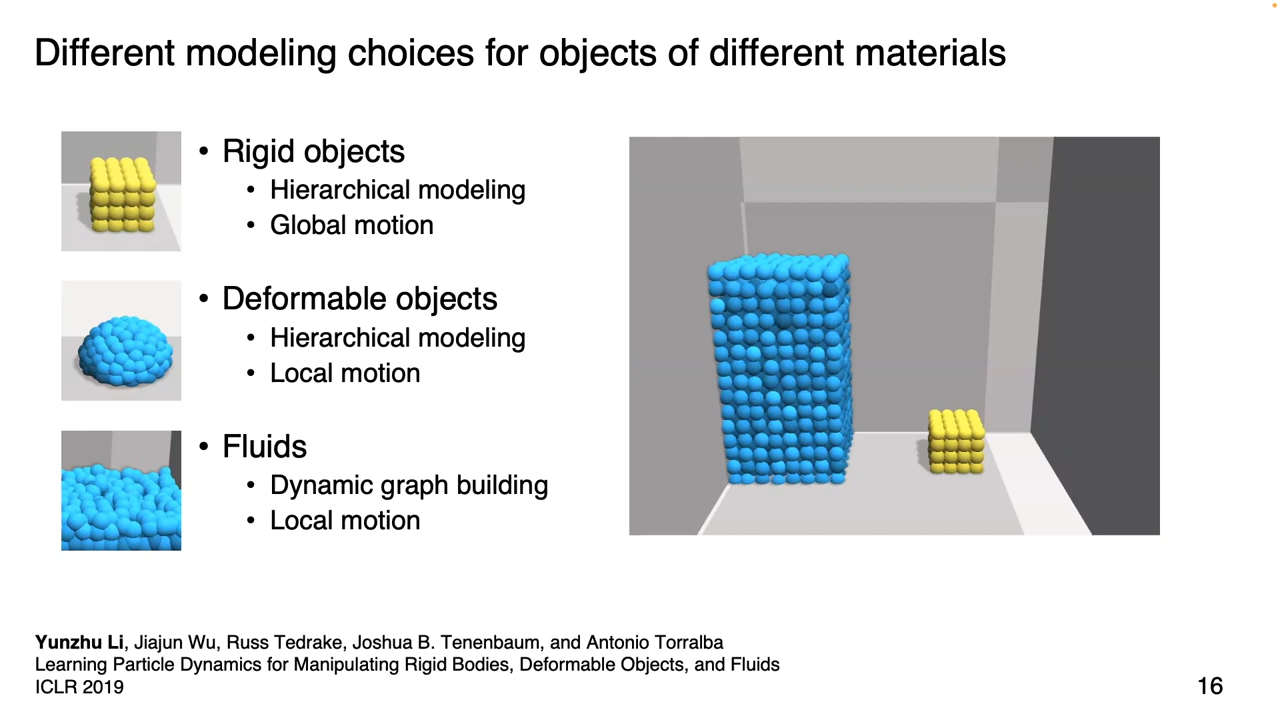 Different modeling choices for objects of different materials
• Rigid objects
• Hierarchical modeling
• Global motion
• Deformable objects
• Hierarchical modeling
• Local motion
• Fluids
• Dynamic graph building
• Local motion
Yunzhu Li, Jiajun Wu, Russ Tedrake, Joshua B. Tenenbaum, and Antonio Torralba
Learning Particle Dynamics for Manipulating Rigid Bodies, Deformable Objects, and Fluids
ICLR 2019
16